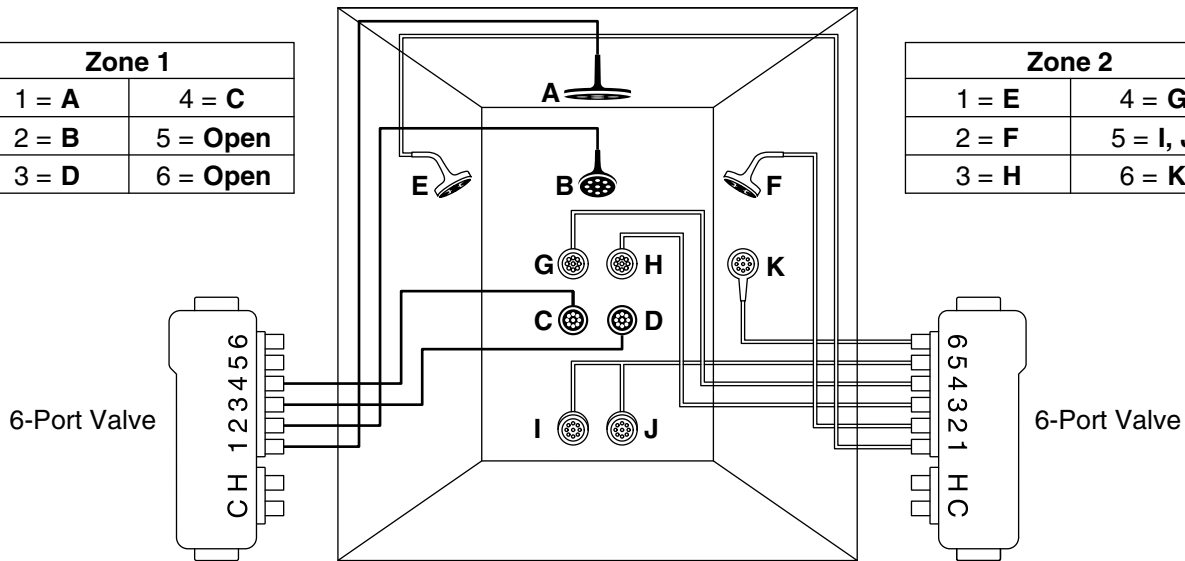 Zone 1
1 = A 4 = C
2 = B 5 = Open
3 = D 6 = Open
Zone 2
1 = E 4 = G
2 = F 5 = I,
3 = H 6 = K
A
E
B
F
G
H
K
C
D
I
J
6-Port Valve
C H 1 2 3 4 5 6
6-Port Valve
6 5 4 3 2 1 H C